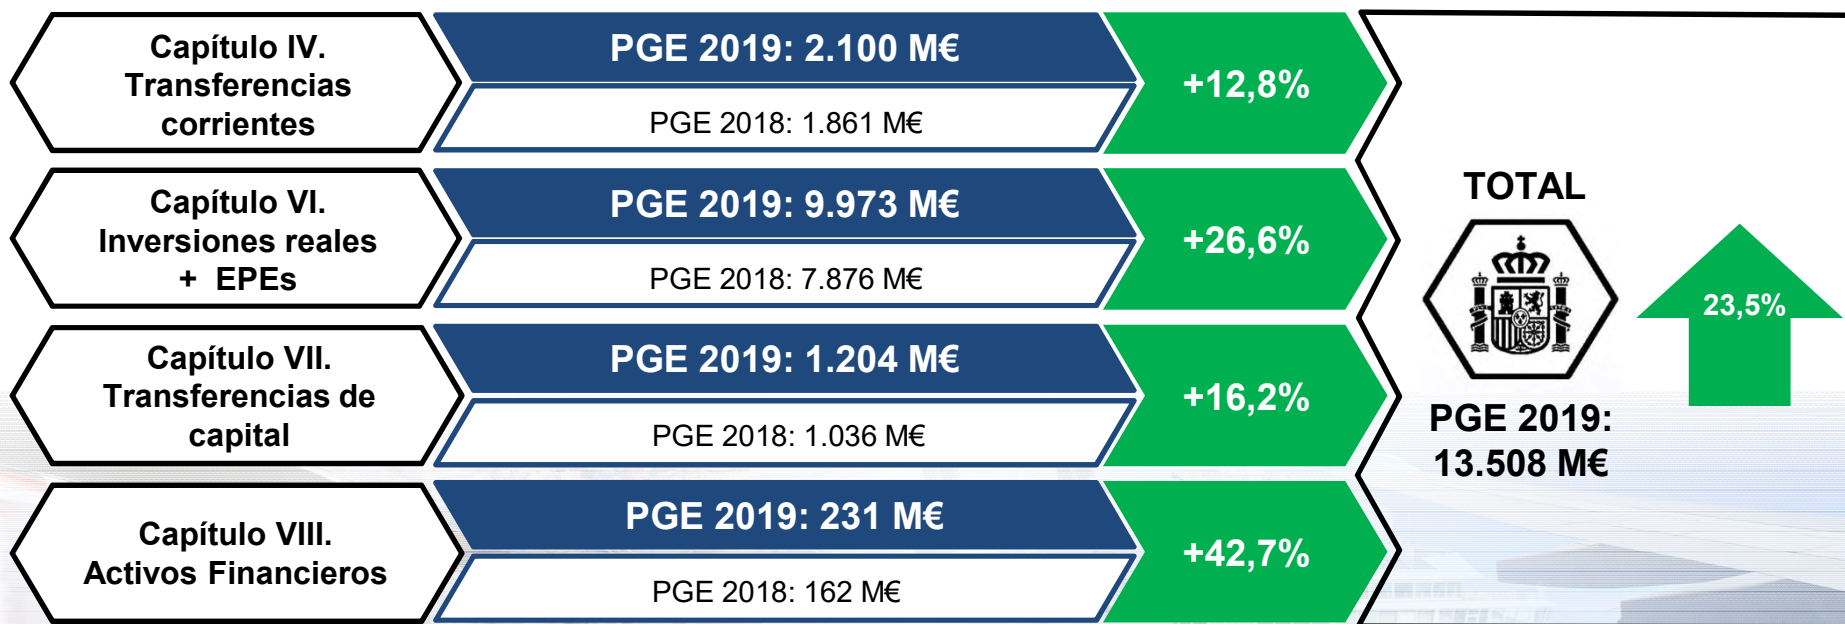 Capítulo IV.
Transferencias
corrientes
PGE 2019: 2.100 M€
PGE 2018: 1.861 M€
+12,8%
Capítulo VI.
Inversiones reales
+ EPEs
PGE 2019: 9.973 M€
PGE 2018: 7.876 M€
+26,6%
Capítulo VII.
Transferencias de
capital
PGE 2019: 1.204 M€
PGE 2018: 1.036 M€
+16,2%
Capítulo VIII.
Activos Financieros
PGE 2019: 231 M€
PGE 2018: 162 M€
+42,7%
TOTAL
PGE 2019:
13.508 M€
23,5%